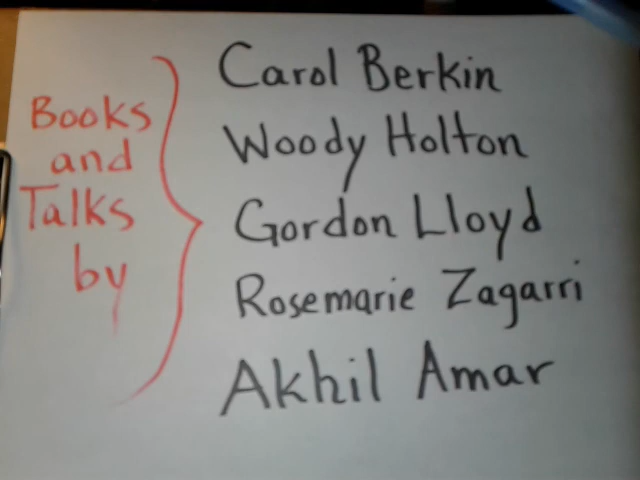 Books
and
Talks
by
Carol Berkin
Woody Holton
Gordon Lloyd
Rosemarie Zagarri
Akhil Amar